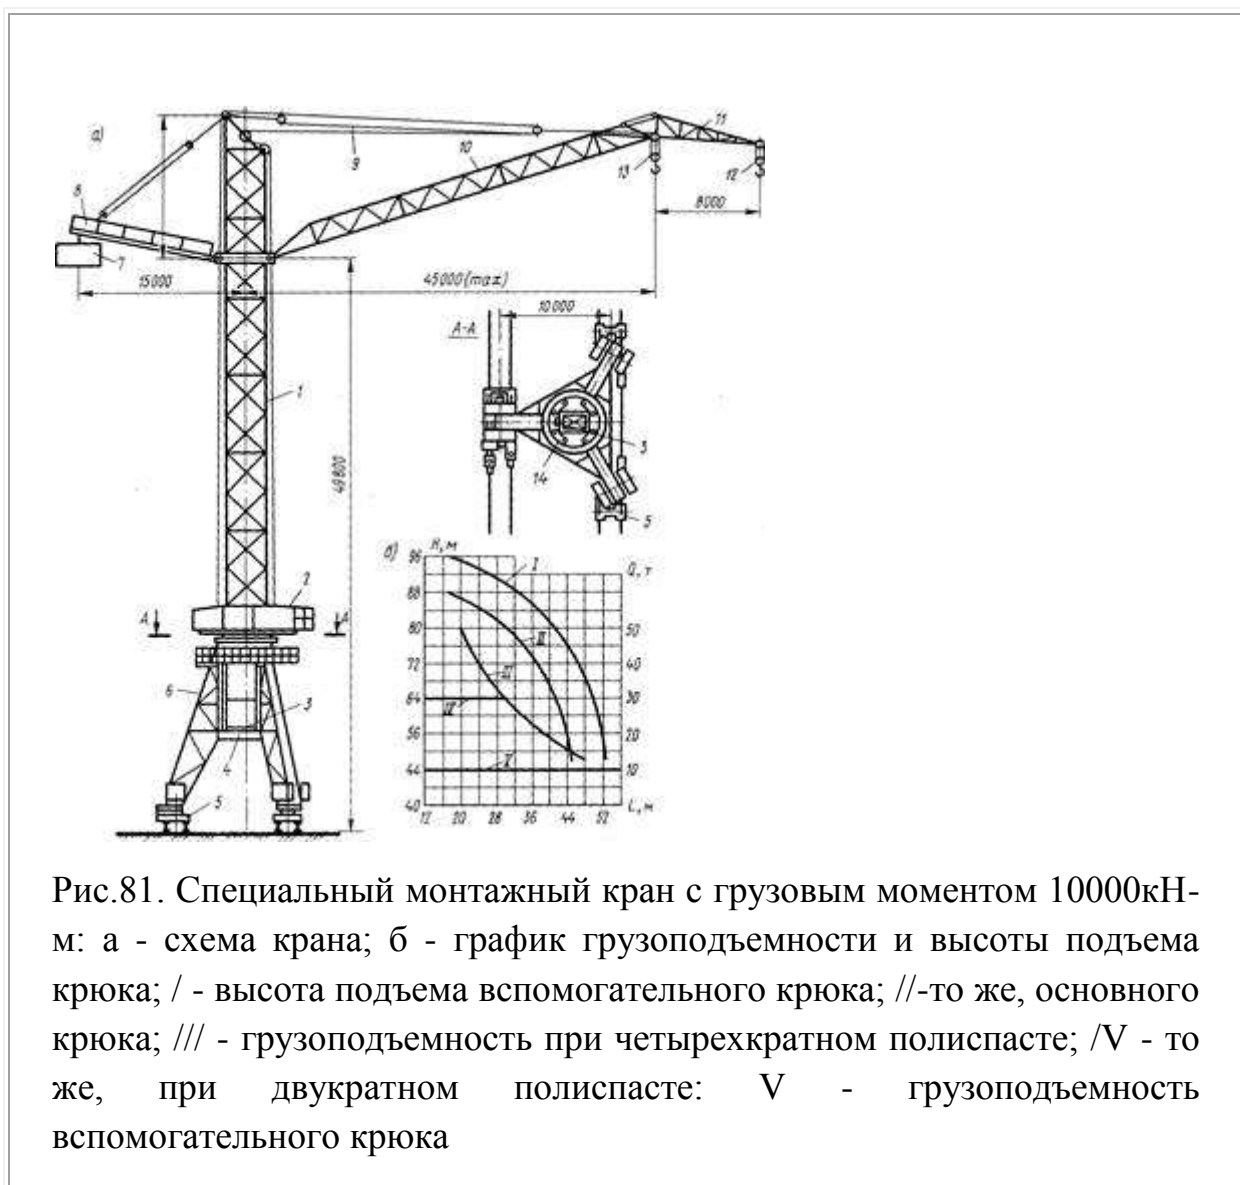 а)
11
10
9
13
12
8
8000
7
15000
45000(max)
10000
А-А
1
3
49800
14
5
б)
Н, м
96
I
Q, т
2
88
А
А
80
50
II
72
III
40
6
3
64
IV
30
56
20
4
V
44
10
5
40
L, м
12
20
28
36
44
52
Рис.81. Специальный монтажный кран с грузовым моментом 10000кН-
м: а - схема крана; б - график грузоподъемности и высоты подъема
крюка; / - высота подъема вспомогательного крюка; //-то же, основного
крюка; /// - грузоподъемность при четырехкратном полиспасте; /V - то
же, при двукратном полиспасте: V - грузоподъемность
вспомогательного крюка